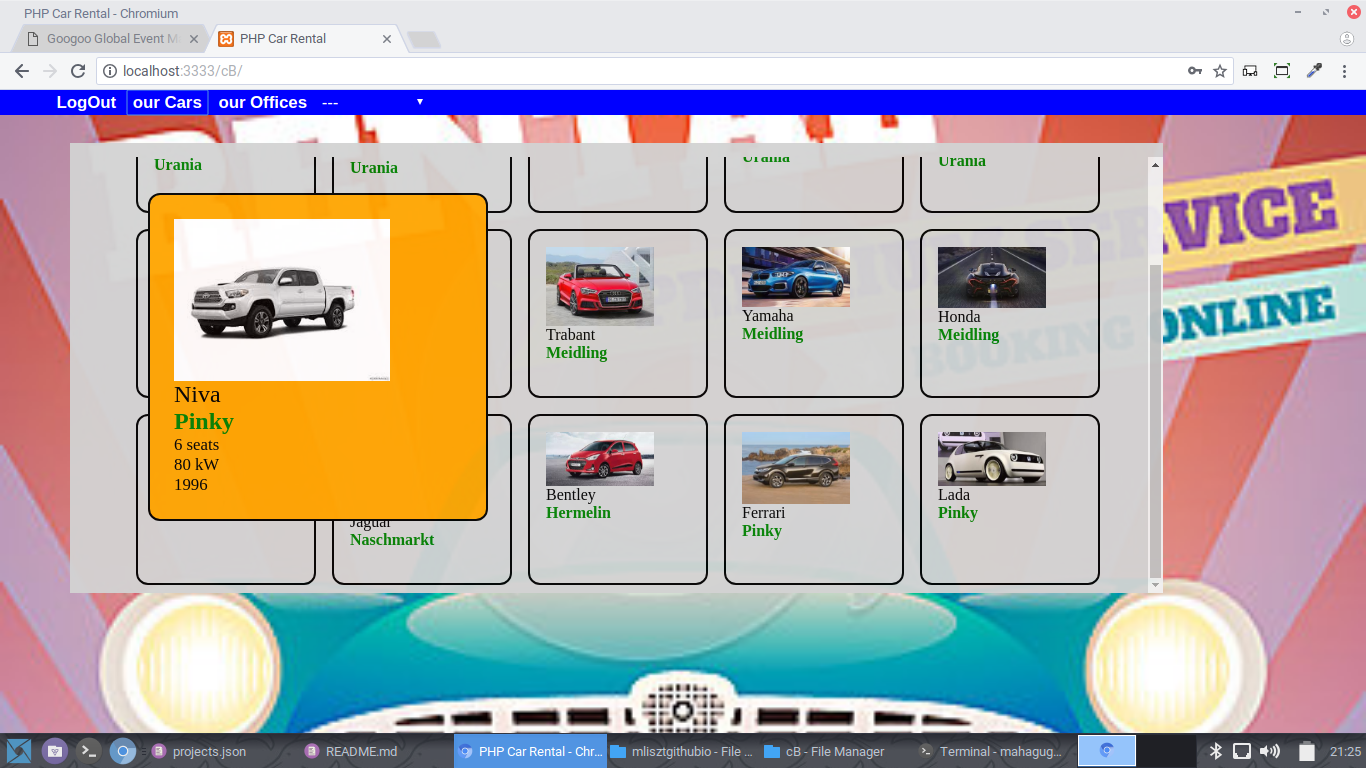 PHP Car Rental - Chromium
Googoo Global Event M
PHP Car Rental
localhost:3333/cB/
LogOut our Cars our Offices ---
Urania
Urania
Urania
Urania
RENTAL
PREMIUM SERVICE
BOOKING ONLINE
Niva
Pinky
6 seats
80 kW
1996
Trabant
Meidling
Yamaha
Meidling
Honda
Meidling
Jaguar
Naschmarkt
Bentley
Hermelin
Ferrari
Pinky
Lada
Pinky
projects.json
README.md
PHP Car Rental - Chr...
mlisztgithubio - File ...
cB - File Manager
Terminal - mahagug...
21:25